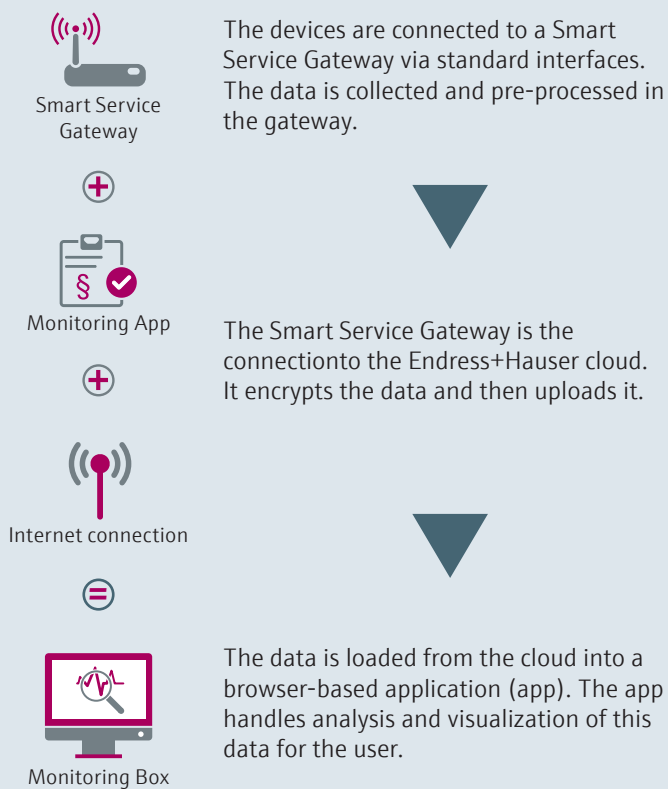 Smart Service
Gateway
The devices are connected to a Smart
Service Gateway via standard interfaces.
The data is collected and pre-processed in
the gateway.
+
§
Monitoring App
The Smart Service Gateway is the
connectionto the Endress+Hauser cloud.
It encrypts the data and then uploads it.
+
Internet connection
=
The data is loaded from the cloud into a
browser-based application (app). The app
handles analysis and visualization of this
data for the user.
Monitoring Box